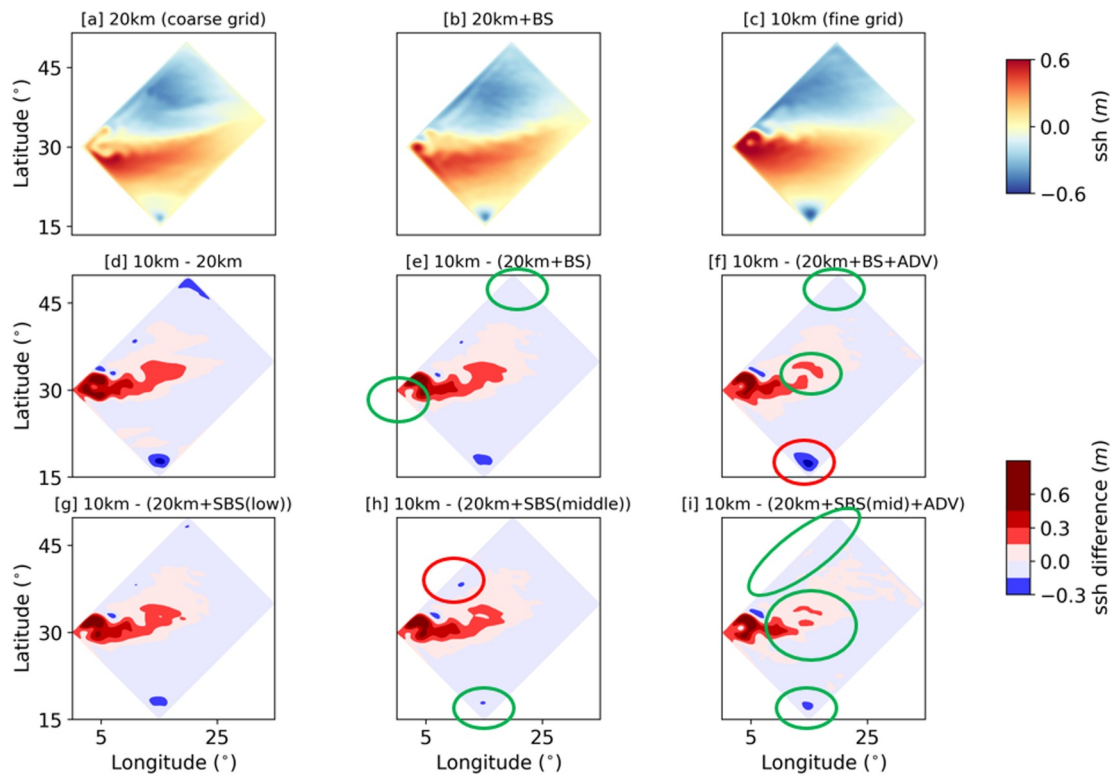 [a] 20km (coarse grid)
[b] 20km+BS
[c] 10km (fine grid)
Latitude (°)
45
30
15
0.6
0.0
−0.6
ssh (m)
[d] 10km - 20km
[e] 10km - (20km+BS)
[f] 10km - (20km+BS+ADV)
Latitude (°)
45
30
15
[g] 10km - (20km+SBS(low))
[h] 10km - (20km+SBS(middle))
[i] 10km - (20km+SBS(mid)+ADV)
0.6
0.3
0.0
−0.3
ssh difference (m)
Latitude (°)
45
30
15
5
25
5
25
5
25
Longitude (°)
Longitude (°)
Longitude (°)